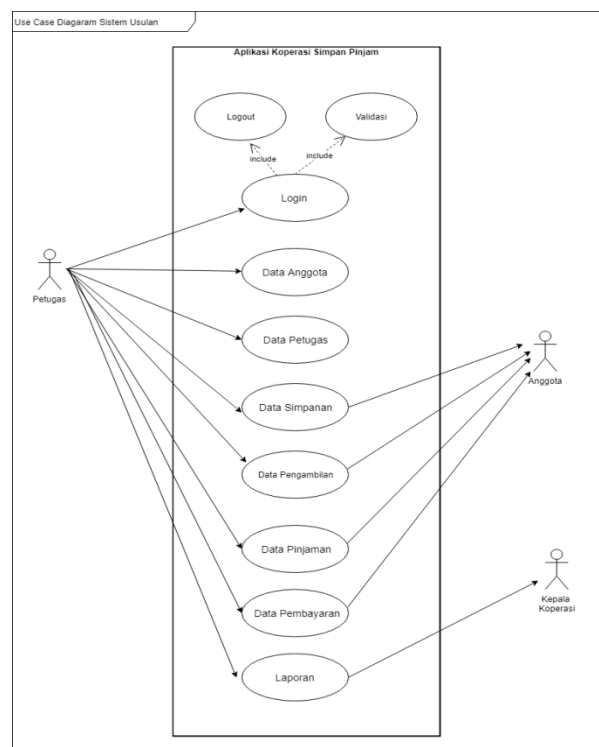 Use Case Diagaram Sistem Usulan
Aplikasi Koperasi Simpan Pinjam
Logout
Validasi
include
include
Login
Data Anggota
Petugas
Data Petugas
Anggota
Data Simpanan
Data Pengambilan
Data Pinjaman
Kepala
Koperasi
Data Pembayaran
Laporan